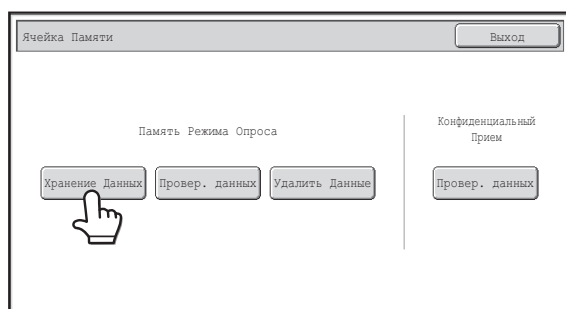 Ячейка Памяти
Выход
Память Режима Опроса
Конфиденциальный
Прием
Хранение Данных
Провер. данных
Удалить Данные
Провер. данных